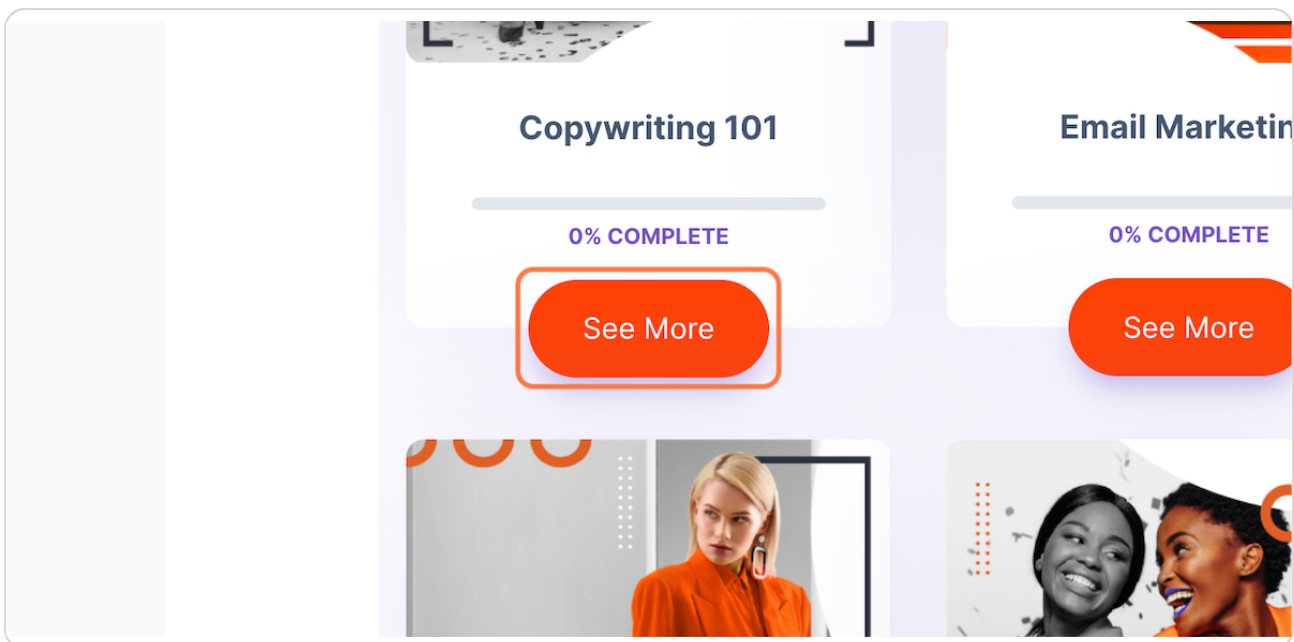 Copywriting 101
0% COMPLETE
See More
Email Marketin
0% COMPLETE
See More